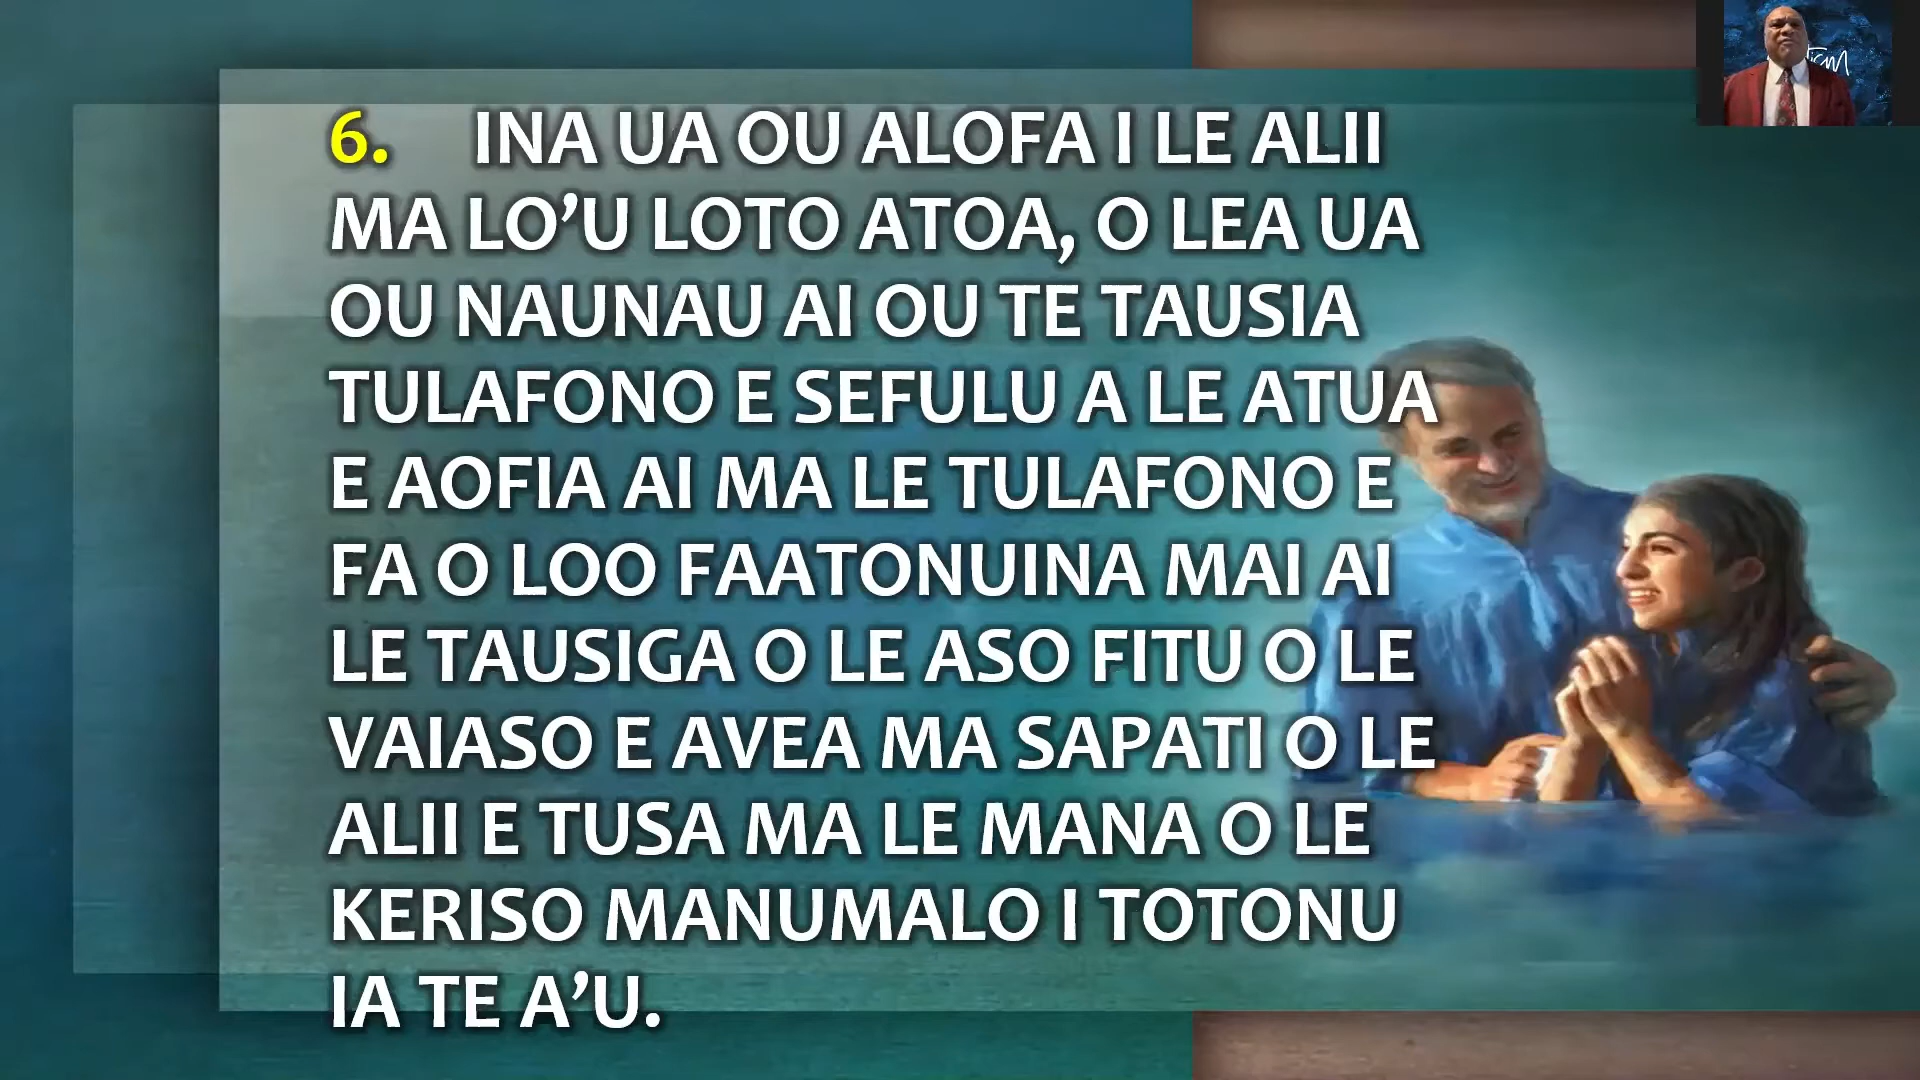 6. INA UA OU ALOFA I LE ALII
MA LO’U LOTO ATOA, O LEA UA
OU NAUNAU AI OU TE TAUSIA
TULAFONO E SEFULU A LE ATUA
E AOFIA AI MA LE TULAFONO E
FA O LOO FAATONUINA MAI AI
LE TAUSIGA O LE ASO FITU O LE
VAIASO E AVEA MA SAPATI O LE
ALII E TUSA MA LE MANA O LE
KERISO MANUMALO I TOTONU
IA TE A’U.